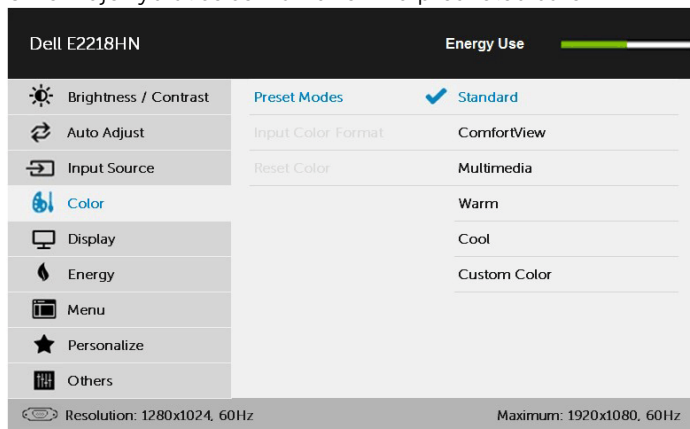 Dell E2218HN Energy Use
Brightness / Contrast Preset Modes Standard
Auto Adjust Input Color Format ComfortView
Input Source Reset Color Multimedia
Color Warm
Display Cool
Energy Custom Color
Menu
Personalize
Others
Resolution: 1280x1024, 60Hz Maximum: 1920x1080, 60Hz